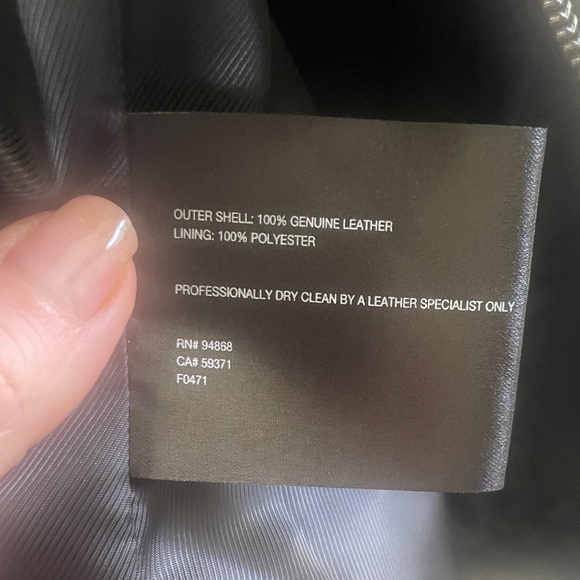 OUTER SHELL: 100% GENUINE LEATHER
LINING: 100% POLYESTER
PROFESSIONALLY DRY CLEAN BY A LEATHER SPECIALIST ONLY
RN# 94868
CA# 59371
F0471